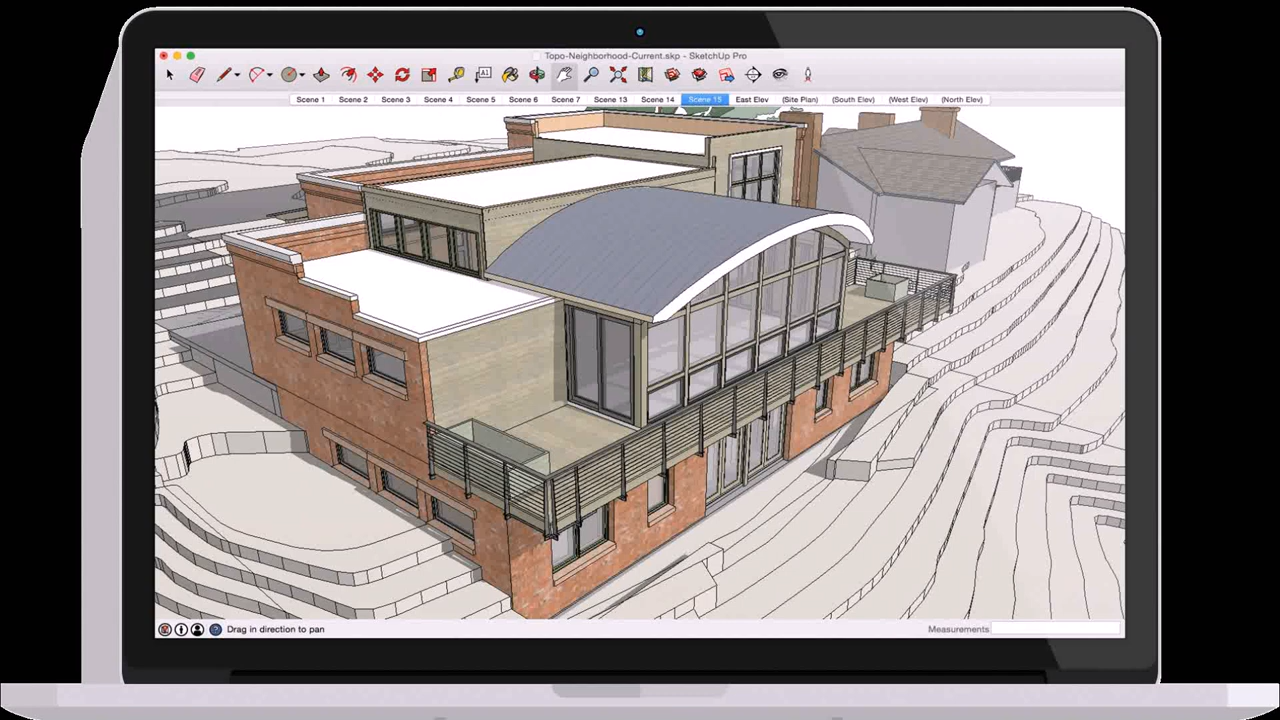 Topo-Neighborhood-Current.skp - SketchUp Pro
A1
Scene 1 Scene 2 Scene 3 Scene 4 Scene 5 Scene 6 Scene 7 Scene 13 Scene 14 Scene 15 East Elev (Site Plan) (South Elev) (West Elev) (North Elev)
Drag in direction to pan Measurements